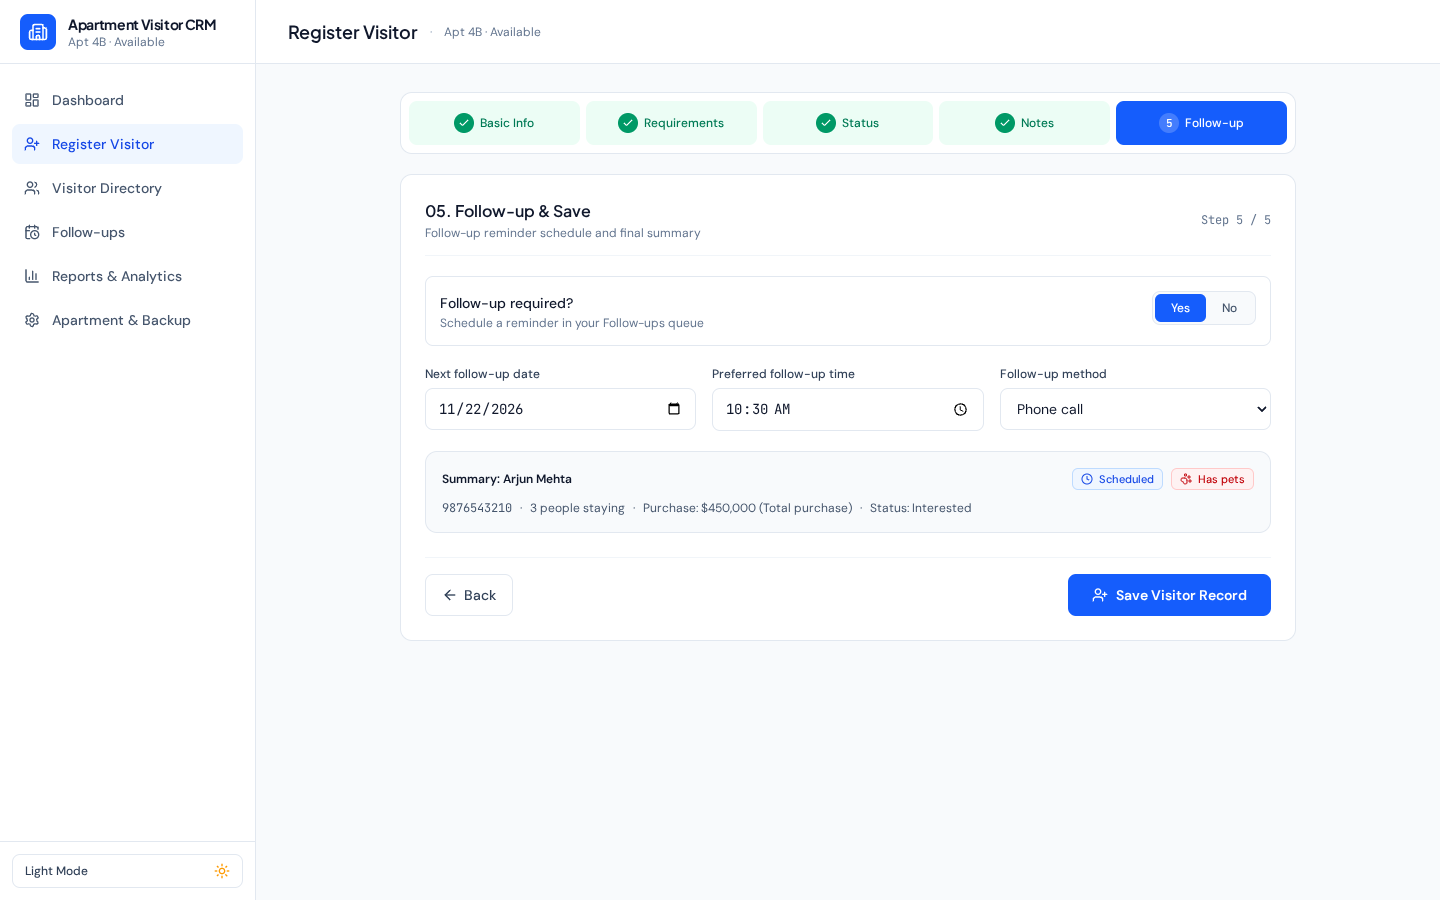 Apartment Visitor CRM
Apt 4B · Available
Dashboard
Register Visitor
Visitor Directory
Follow-ups
Reports & Analytics
Apartment & Backup
Light Mode
Register Visitor · Apt 4B · Available
Basic Info
Requirements
Status
Notes
5 Follow-up
05. Follow-up & Save
Follow-up reminder schedule and final summary
Step 5 / 5
Follow-up required?
Schedule a reminder in your Follow-ups queue
Yes No
Next follow-up date
11/22/2026
Preferred follow-up time
10:30 AM
Follow-up method
Phone call
Summary: Arjun Mehta
Scheduled
Has pets
9876543210 · 3 people staying · Purchase: $450,000 (Total purchase) · Status: Interested
Back
Save Visitor Record